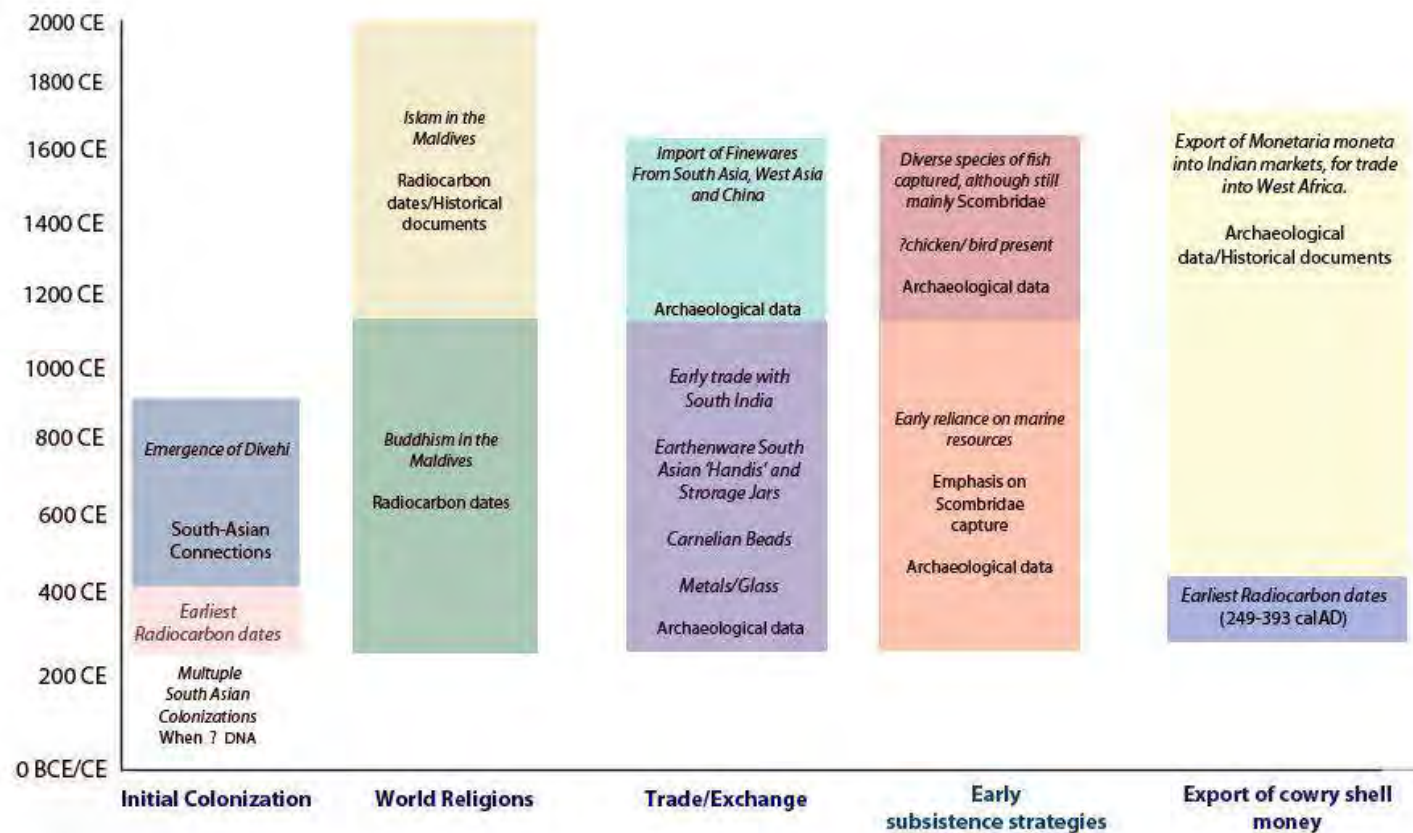 2000 CE
1800 CE
1600 CE
1400 CE
1200 CE
1000 CE
800 CE
600 CE
400 CE
200 CE
0 BCE/CE
Emergence of Divehi
South-Asian
Connections
Earliest
Radiocarbon dates
Multuple
South Asian
Colonizations
When ? DNA
Initial Colonization
Islam in the
Maldives
Radiocarbon
dates/Historical
documents
Buddhism in the
Maldives
Radiocarbon dates
World Religions
Import of Finewares
From South Asia, West Asia
and China
Archaeological data
Early trade with
South India
Earthenware South
Asian 'Handis' and
Strorage Jars
Carnelian Beads
Metals/Glass
Archaeological data
Trade/Exchange
Diverse species of fish
captured, although still
mainly Scombridae
?chicken/ bird present
Archaeological data
Early reliance on marine
resources
Emphasis on
Scombridae
capture
Archaeological data
Early
subsistence strategies
Export of Monetaria moneta
into Indian markets, for trade
into West Africa.
Archaeological
data/Historical documents
Earliest Radiocarbon dates
(249-393 calAD)
Export of cowry shell
money